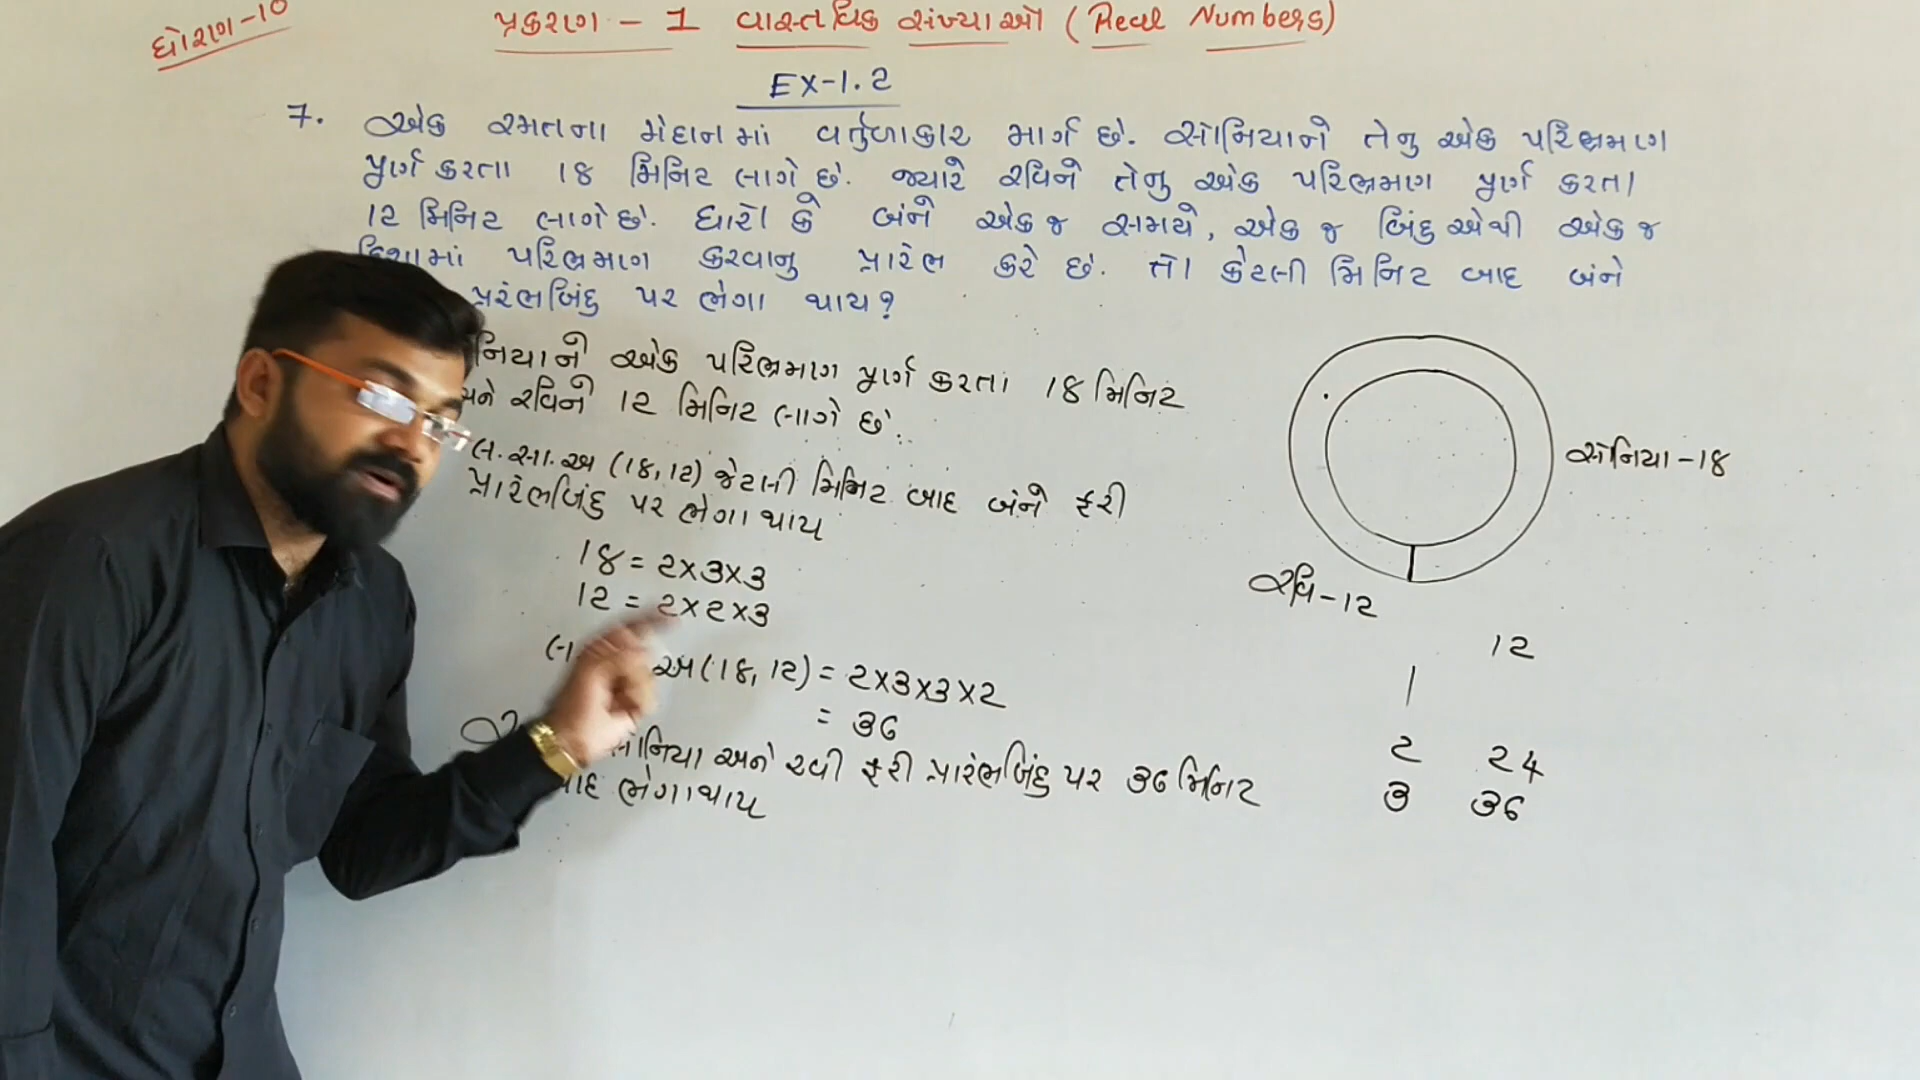 ધોરણ-10
પ્રકરણ - 1 વાસ્તવિક સંખ્યાઓ (Real Numbers)
EX-1.2
7. એક રમતના મેદાનમાં વર્તુળાકાર માર્ગ છે. સોનિયાને તેનુ એક પરિભ્રમણ
પૂર્ણ કરતા 18 મિનિટ લાગે છે. જ્યારે રવિને તેનુ એક પરિભ્રમણ પૂર્ણ કરતા
12 મિનિટ લાગે છે. ધારો કે બંને એક જ સમયે, એક જ બિંદુએથી એક જ
દિશામાં પરિભ્રમણ કરવાનુ પ્રારંભ કરે છે. તો કેટલી મિનિટ બાદ બંને
પ્રરંભબિંદુ પર ભેગા થાય?
નિયાને એક પરિભ્રમણ પૂર્ણ કરતા 18 મિનિટ
અને રવિને 12 મિનિટ લાગે છે.
લ.સા.અ (18, 12) જેટલી મિનિટ બાદ બંને ફરી
પ્રારંભબિંદુ પર ભેગા થાય
18 = 2×3×3
12 = 2×2×3
અ(18, 12) = 2×3×3×2
= 36
સોનિયા અને રવી ફરી પ્રારંભબિંદુ પર 36 મિનિટ
બાદ ભેગા થાય
સોનિયા -18
રવિ-12
12
1
2 24
3 36